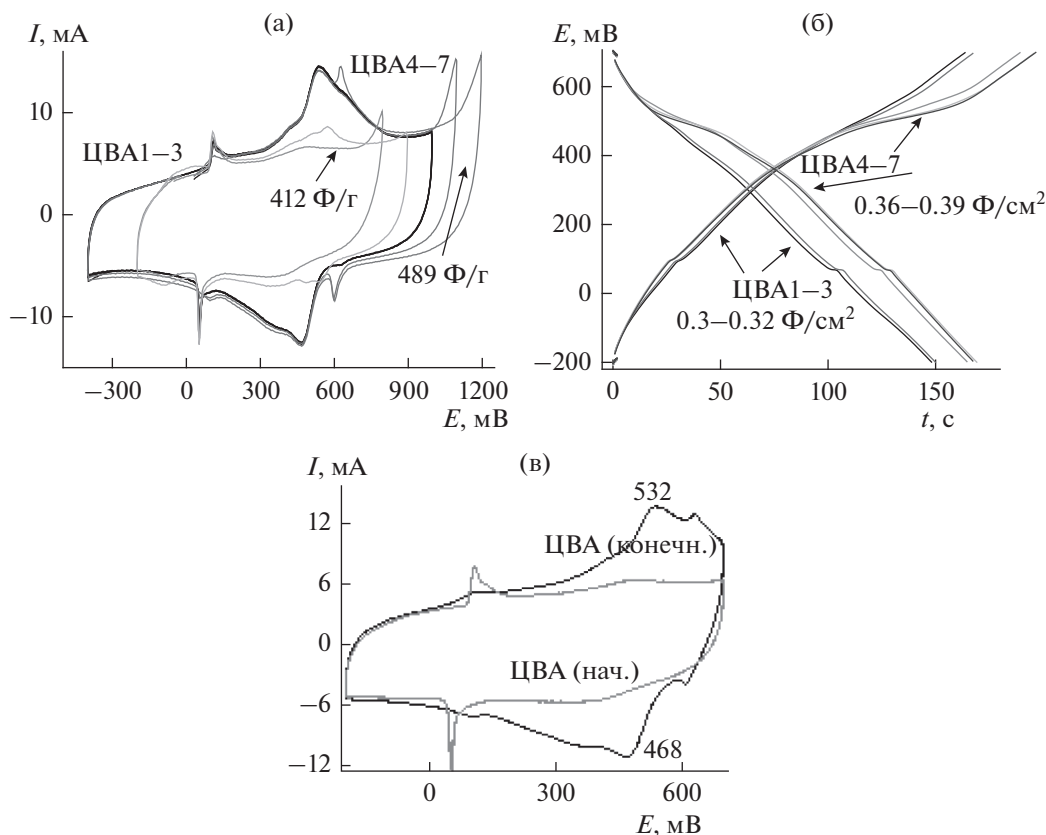 (а)
I, мА
ЦВА4–7
10
ЦВА1–3
412 Ф/г
0
489 Ф/г
–10
–300 0 300 600 900 1200
E, мВ
(б)
E, мВ
600
400
ЦВА4–7
0.36–0.39 Ф/см²
200
ЦВА1–3
0
0.3–0.32 Ф/см²
–200
0 50 100 150
t, с
(в)
I, мА
532
12
ЦВА (конечн.)
6
0
ЦВА (нач.)
–6
468
–12
0 300 600
E, мВ